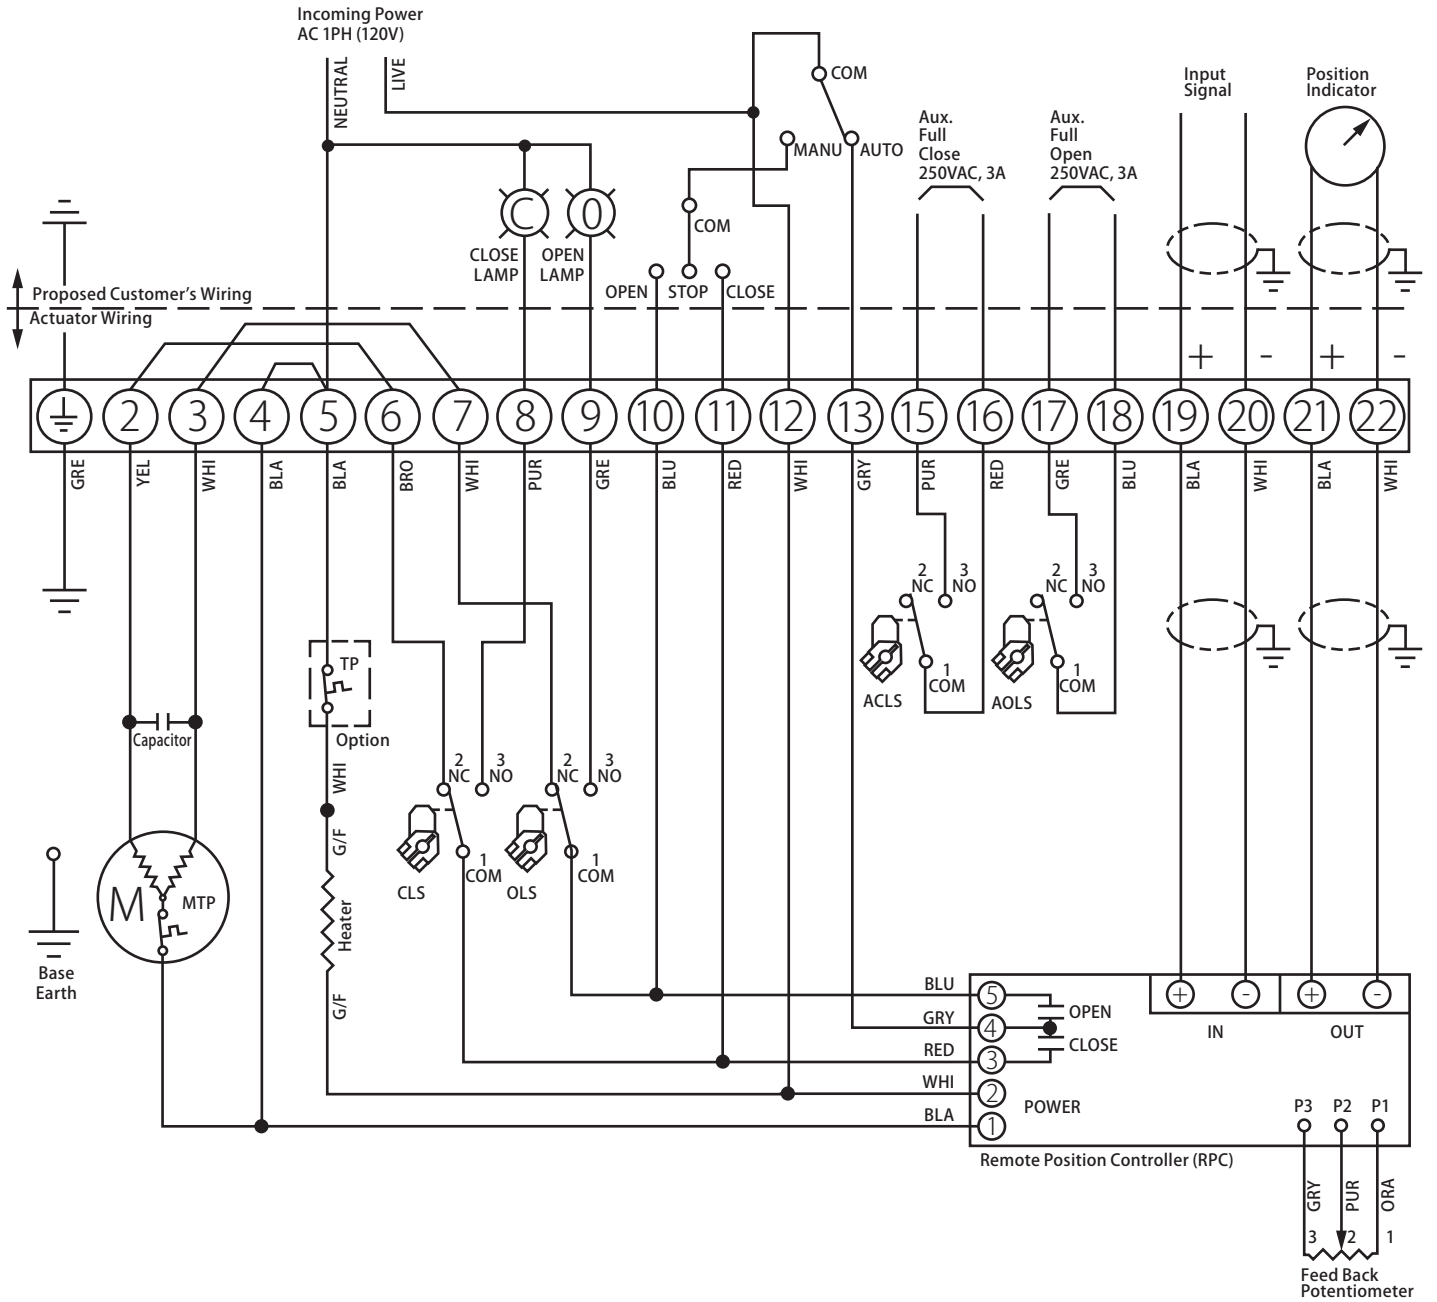 Incoming Power
AC 1PH (120V)
NEUTRAL
LIVE
COM
MANU
AUTO
Aux.
Full
Close
250VAC, 3A
Aux.
Full
Open
250VAC, 3A
Input
Signal
Position
Indicator
C
O
CLOSE
LAMP
OPEN
LAMP
COM
OPEN
STOP
CLOSE
Proposed Customer's Wiring
Actuator Wiring
+
-
+
-
2
3
4
5
6
7
8
9
10
11
12
13
15
16
17
18
19
20
21
22
GRE
YEL
WHI
BLA
BLA
BRO
WHI
PUR
GRE
BLU
RED
WHI
GRY
PUR
RED
GRE
BLU
BLA
WHI
BLA
WHI
2
NC
3
NO
1
COM
ACLS
2
NC
3
NO
1
COM
AOLS
TP
Option
Capacitor
WHI
G/F
Heater
G/F
2
NC
3
NO
1
COM
CLS
2
NC
3
NO
1
COM
OLS
M
MTP
Base
Earth
BLU
5
OPEN
GRY
4
RED
3
CLOSE
WHI
2
POWER
BLA
1
+
-
+
-
IN
OUT
P3
P2
P1
Remote Position Controller (RPC)
GRY
PUR
ORA
3
2
1
Feed Back
Potentiometer